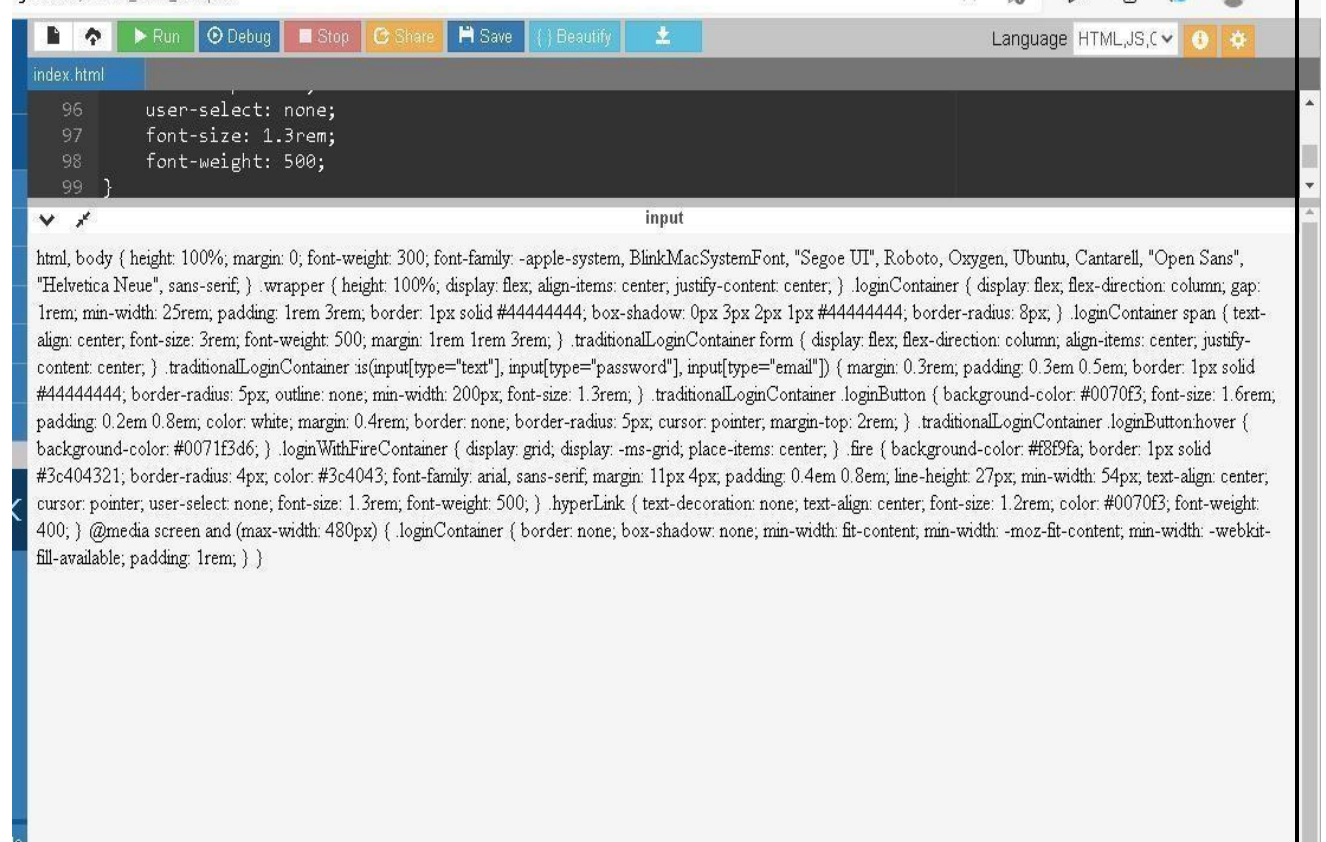 Run Debug Stop Share Save { } Beautify Language HTML,JS,C
index.html
96 user-select: none;
97 font-size: 1.3rem;
98 font-weight: 500;
99 }
input
html, body { height: 100%; margin: 0; font-weight: 300; font-family: -apple-system, BlinkMacSystemFont, "Segoe UI", Roboto, Oxygen, Ubuntu, Cantarell, "Open Sans",
"Helvetica Neue", sans-serif; } .wrapper { height: 100%; display: flex; align-items: center; justify-content: center; } .loginContainer { display: flex; flex-direction: column; gap:
1rem; min-width: 25rem; padding: 1rem 3rem; border: 1px solid #44444444; box-shadow: 0px 3px 2px 1px #44444444; border-radius: 8px; } .loginContainer span { text-
align: center; font-size: 3rem; font-weight: 500; margin: 1rem 1rem 3rem; } .traditionalLoginContainer form { display: flex; flex-direction: column; align-items: center; justify-
content: center; } .traditionalLoginContainer :is(input[type="text"], input[type="password"], input[type="email"]) { margin: 0.3rem; padding: 0.3em 0.5em; border: 1px solid
#44444444; border-radius: 5px; outline: none; min-width: 200px; font-size: 1.3rem; } .traditionalLoginContainer .loginButton { background-color: #0070f3; font-size: 1.6rem;
padding: 0.2em 0.8em; color: white; margin: 0.4rem; border: none; border-radius: 5px; cursor: pointer; margin-top: 2rem; } .traditionalLoginContainer .loginButton:hover {
background-color: #0071f3d6; } .loginWithFireContainer { display: grid; display: -ms-grid; place-items: center; } .fire { background-color: #f8f9fa; border: 1px solid
#3c404321; border-radius: 4px; color: #3c4043; font-family: arial, sans-serif; margin: 11px 4px; padding: 0.4em 0.8em; line-height: 27px; min-width: 54px; text-align: center;
cursor: pointer; user-select: none; font-size: 1.3rem; font-weight: 500; } .hyperLink { text-decoration: none; text-align: center; font-size: 1.2rem; color: #0070f3; font-weight:
400; } @media screen and (max-width: 480px) { .loginContainer { border: none; box-shadow: none; min-width: fit-content; min-width: -moz-fit-content; min-width: -webkit-
fill-available; padding: 1rem; } }